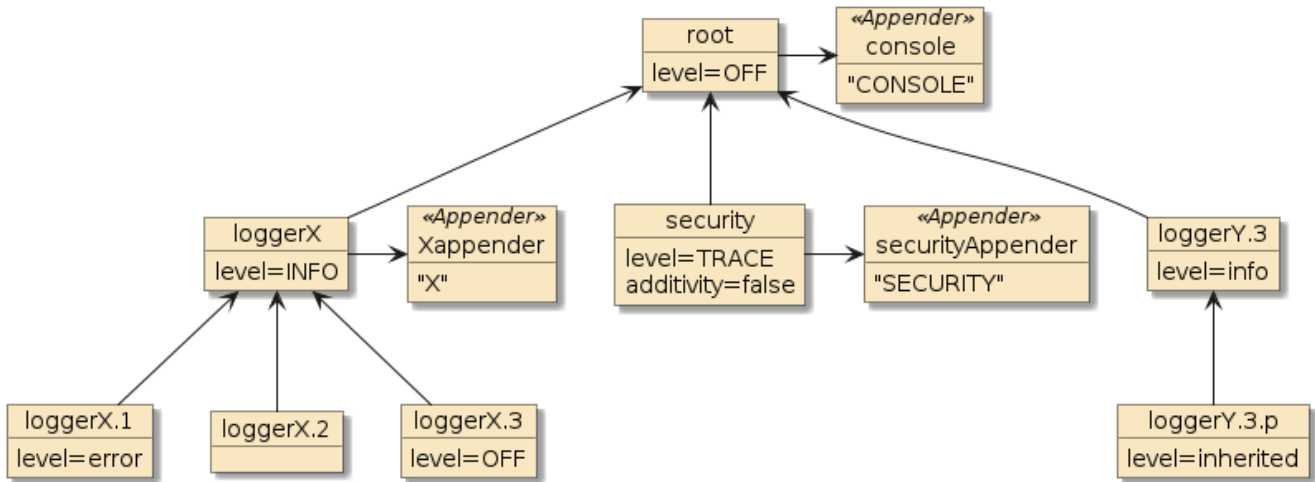 root
level=OFF
«Appender»
console
"CONSOLE"
loggerX
level=INFO
«Appender»
Xappender
"X"
security
level=TRACE
additivity=false
«Appender»
securityAppender
"SECURITY"
loggerY.3
level=info
loggerX.1
level=error
loggerX.2
loggerX.3
level=OFF
loggerY.3.p
level=inherited